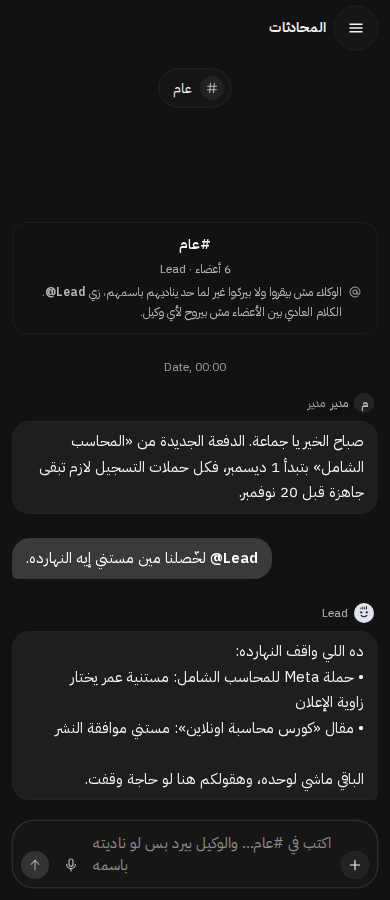 المحادثات
# عام
#عام
6 أعضاء · Lead
الوكلاء مش بيقروا ولا بيردّوا غير لما حد يناديهم باسمهم، زي @Lead.
الكلام العادي بين الأعضاء مش بيروح لأي وكيل.
Date, 00:00
م مدير مدير
صباح الخير يا جماعة. الدفعة الجديدة من «المحاسب
الشامل» بتبدأ 1 ديسمبر، فكل حملات التسجيل لازم تبقى
جاهزة قبل 20 نوفمبر.
@Lead لخّصلنا مين مستني إيه النهارده.
Lead
ده اللي واقف النهارده:
• حملة Meta للمحاسب الشامل: مستنية عمر يختار
زاوية الإعلان
• مقال «كورس محاسبة اونلاين»: مستني موافقة النشر
الباقي ماشي لوحده، وهقولكم هنا لو حاجة وقفت.
اكتب في #عام... والوكيل بيرد بس لو ناديته
باسمه